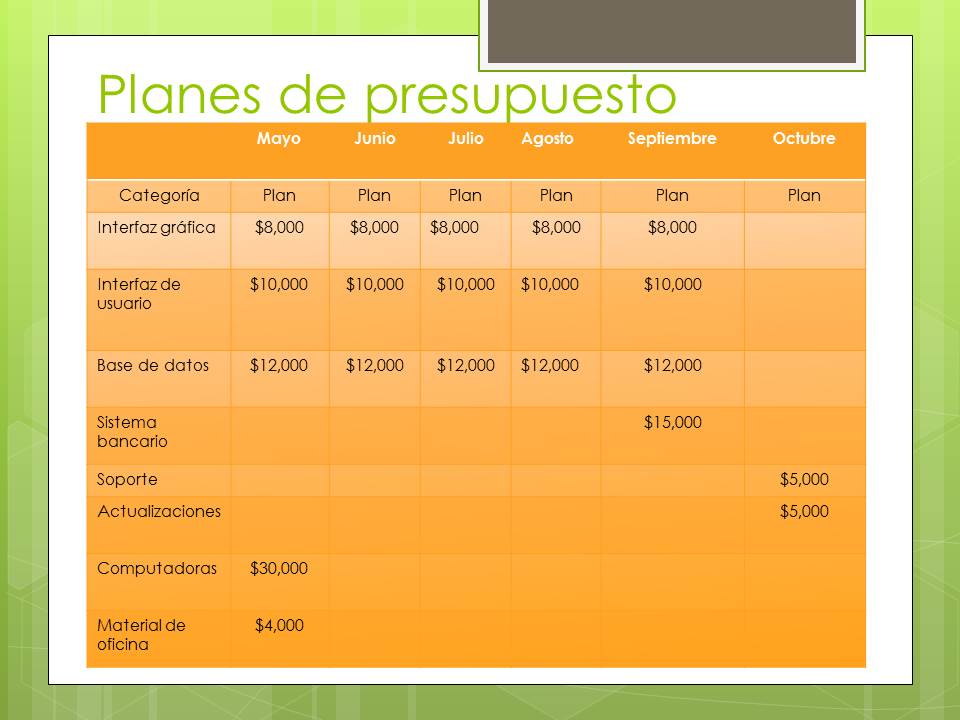 Planes de presupuesto
Mayo Junio Julio Agosto Septiembre Octubre
Categoría Plan Plan Plan Plan Plan Plan
Interfaz gráfica $8,000 $8,000 $8,000 $8,000 $8,000
Interfaz de usuario $10,000 $10,000 $10,000 $10,000 $10,000
Base de datos $12,000 $12,000 $12,000 $12,000 $12,000
Sistema bancario $15,000
Soporte $5,000
Actualizaciones $5,000
Computadoras $30,000
Material de oficina $4,000